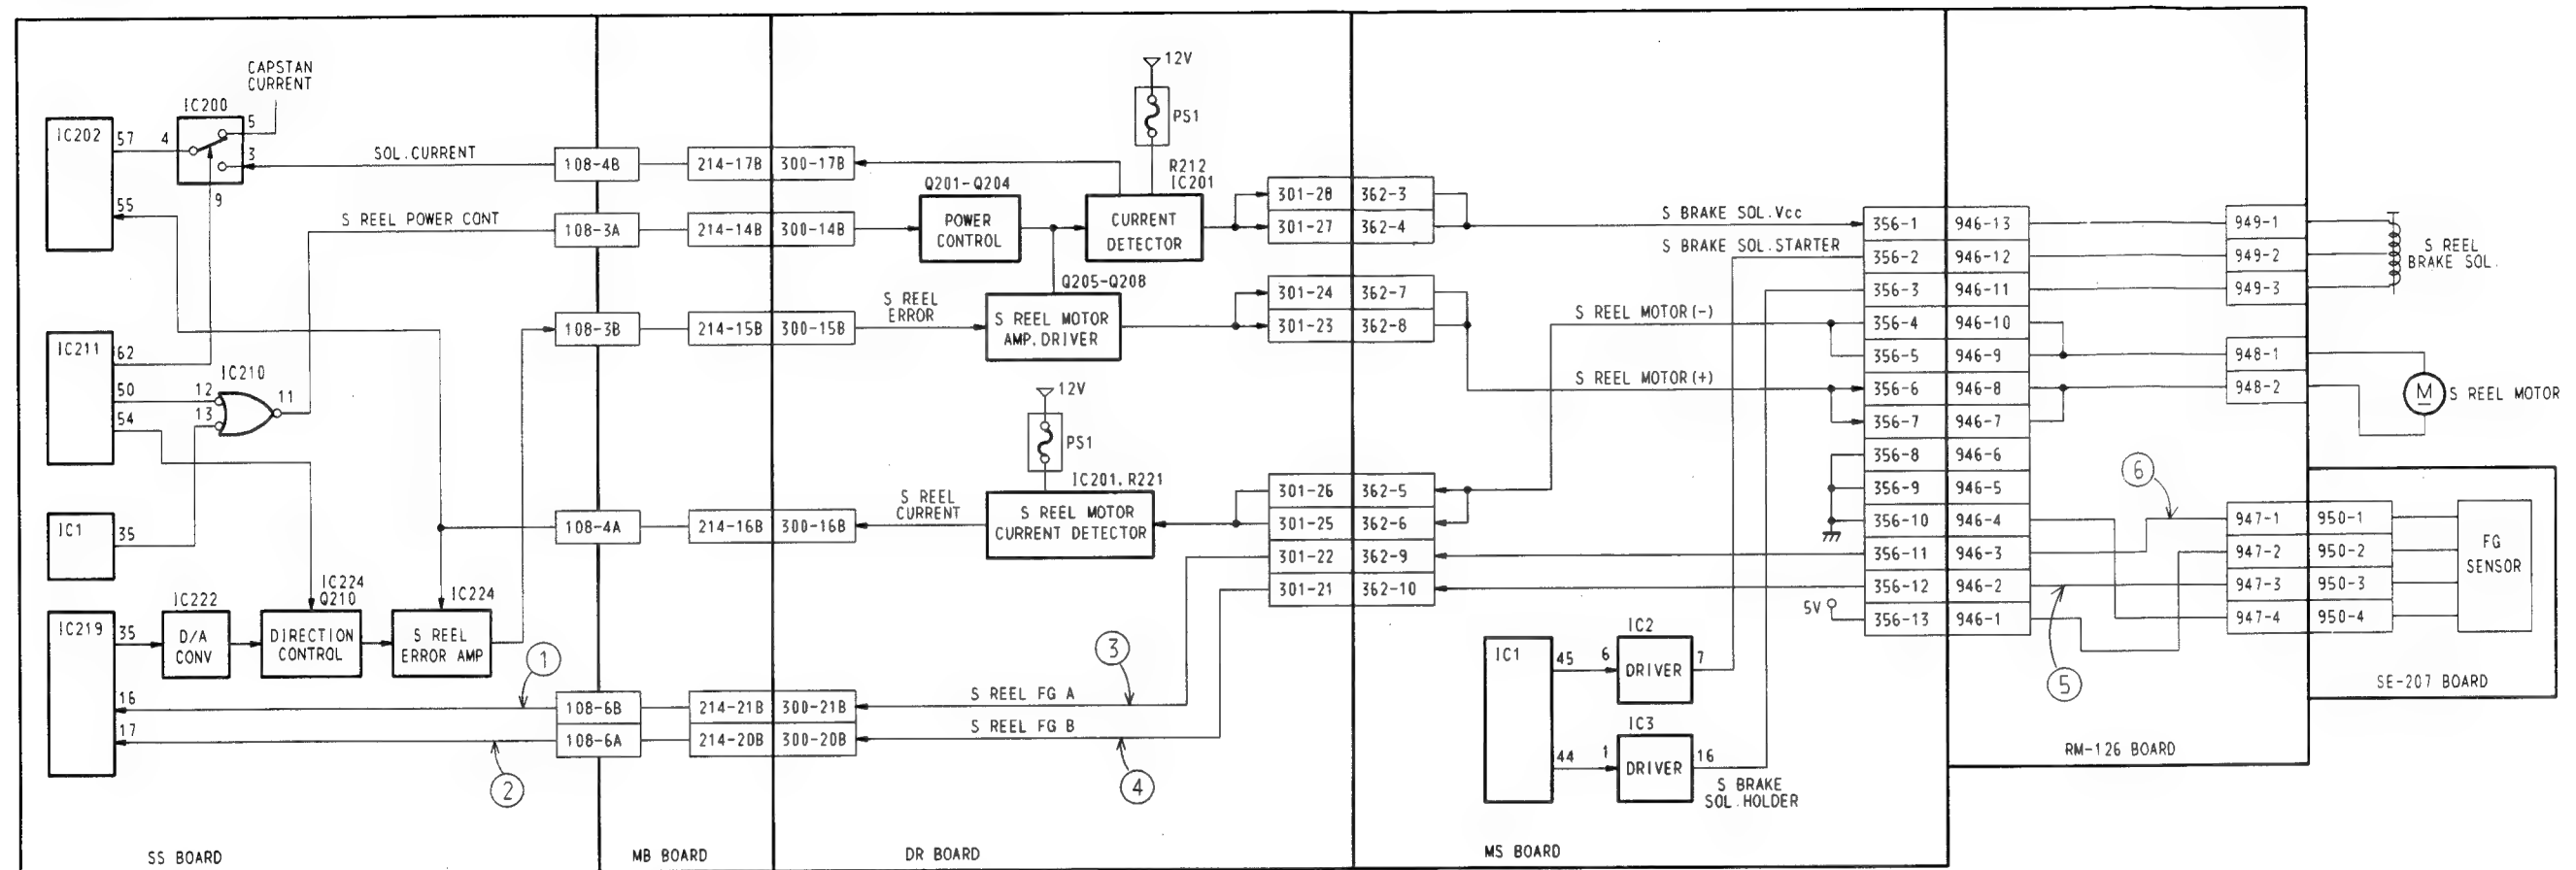 CAPSTAN
CURRENT
IC200
IC202
57
4
5
3
9
55
SOL.CURRENT
S REEL POWER CONT
108-4B
214-17B
300-17B
108-3A
214-14B
300-14B
108-3B
214-15B
300-15B
12V
PS1
R212
IC201
Q201-Q204
POWER
CONTROL
CURRENT
DETECTOR
Q205-Q208
S REEL
ERROR
S REEL MOTOR
AMP.DRIVER
IC211
62
50
54
IC210
12
13
11
IC1
35
12V
PS1
IC201,R221
S REEL
CURRENT
S REEL MOTOR
CURRENT DETECTOR
108-4A
214-16B
300-16B
IC219
35
16
17
IC222
D/A
CONV
IC224
Q210
DIRECTION
CONTROL
IC224
S REEL
ERROR AMP
1
2
108-6B
214-21B
300-21B
108-6A
214-20B
300-20B
S REEL FG A
S REEL FG B
3
4
301-28
362-3
301-27
362-4
301-24
362-7
301-23
362-8
301-26
362-5
301-25
362-6
301-22
362-9
301-21
362-10
S BRAKE SOL.Vcc
S BRAKE SOL.STARTER
S REEL MOTOR(-)
S REEL MOTOR(+)
356-1
946-13
356-2
946-12
356-3
946-11
356-4
946-10
356-5
946-9
356-6
946-8
356-7
946-7
356-8
946-6
356-9
946-5
356-10
946-4
356-11
946-3
356-12
946-2
356-13
946-1
5V
IC1
45
44
IC2
6
DRIVER
7
IC3
1
DRIVER
16
S BRAKE
SOL.HOLDER
949-1
949-2
949-3
S REEL
BRAKE SOL.
948-1
948-2
M
S REEL MOTOR
6
5
947-1
950-1
947-2
950-2
947-3
950-3
947-4
950-4
FG
SENSOR
SE-207 BOARD
RM-126 BOARD
SS BOARD
MB BOARD
DR BOARD
MS BOARD